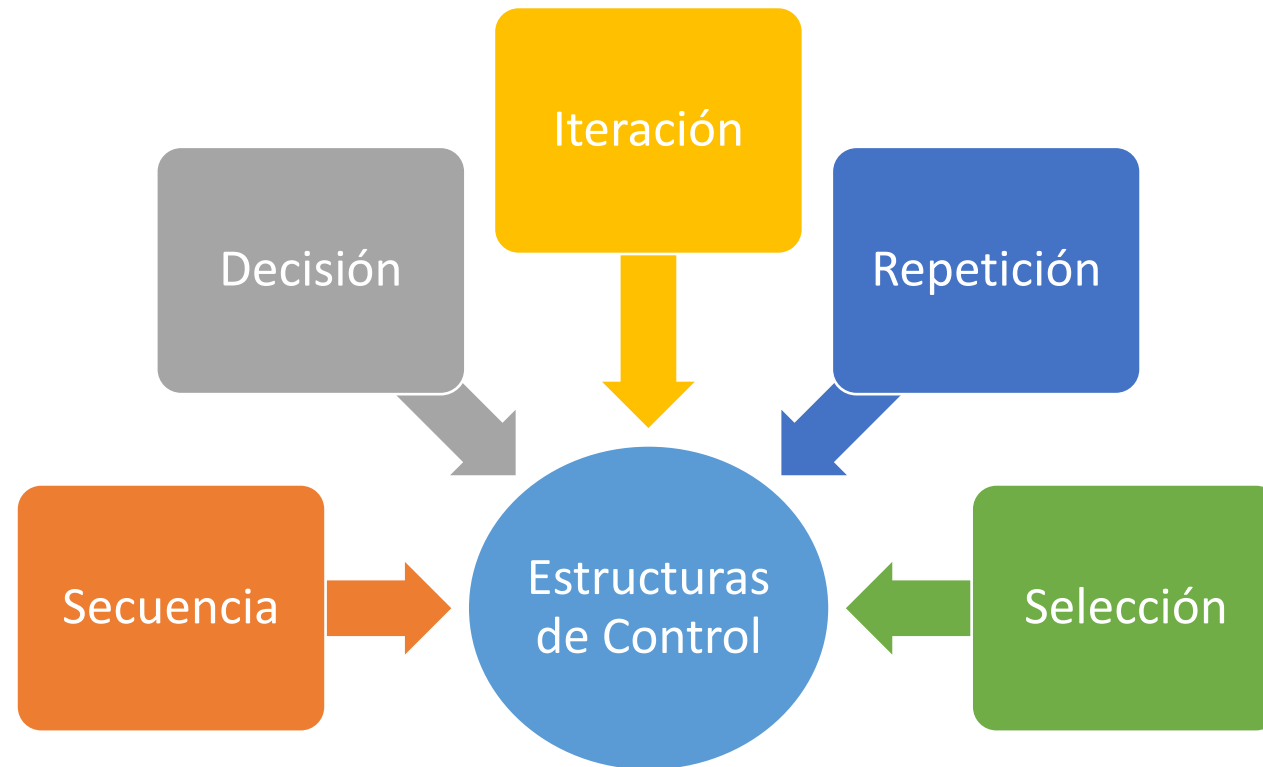 Iteración
Decisión
Repetición
Secuencia
Estructuras
de Control
Selección